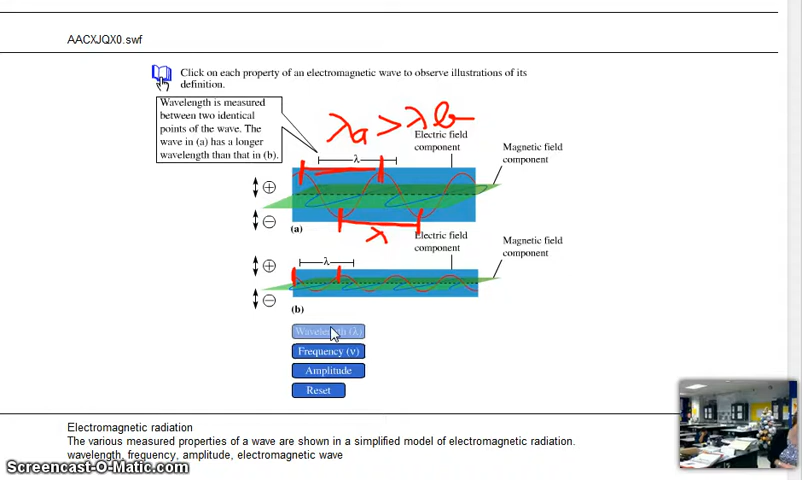 AACXJQX0.swf
Click on each property of an electromagnetic wave to observe illustrations of its
definition.
Wavelength is measured
between two identical
points of the wave. The
wave in (a) has a longer
wavelength than that in (b).
λa > λb
Electric field
component
Magnetic field
component
λ
(a)
λ
Electric field
component
Magnetic field
component
λ
(b)
Wavelength (λ)
Frequency (ν)
Amplitude
Reset
Electromagnetic radiation
The various measured properties of a wave are shown in a simplified model of electromagnetic radiation.
wavelength, frequency, amplitude, electromagnetic wave
Screencast-O-Matic.com